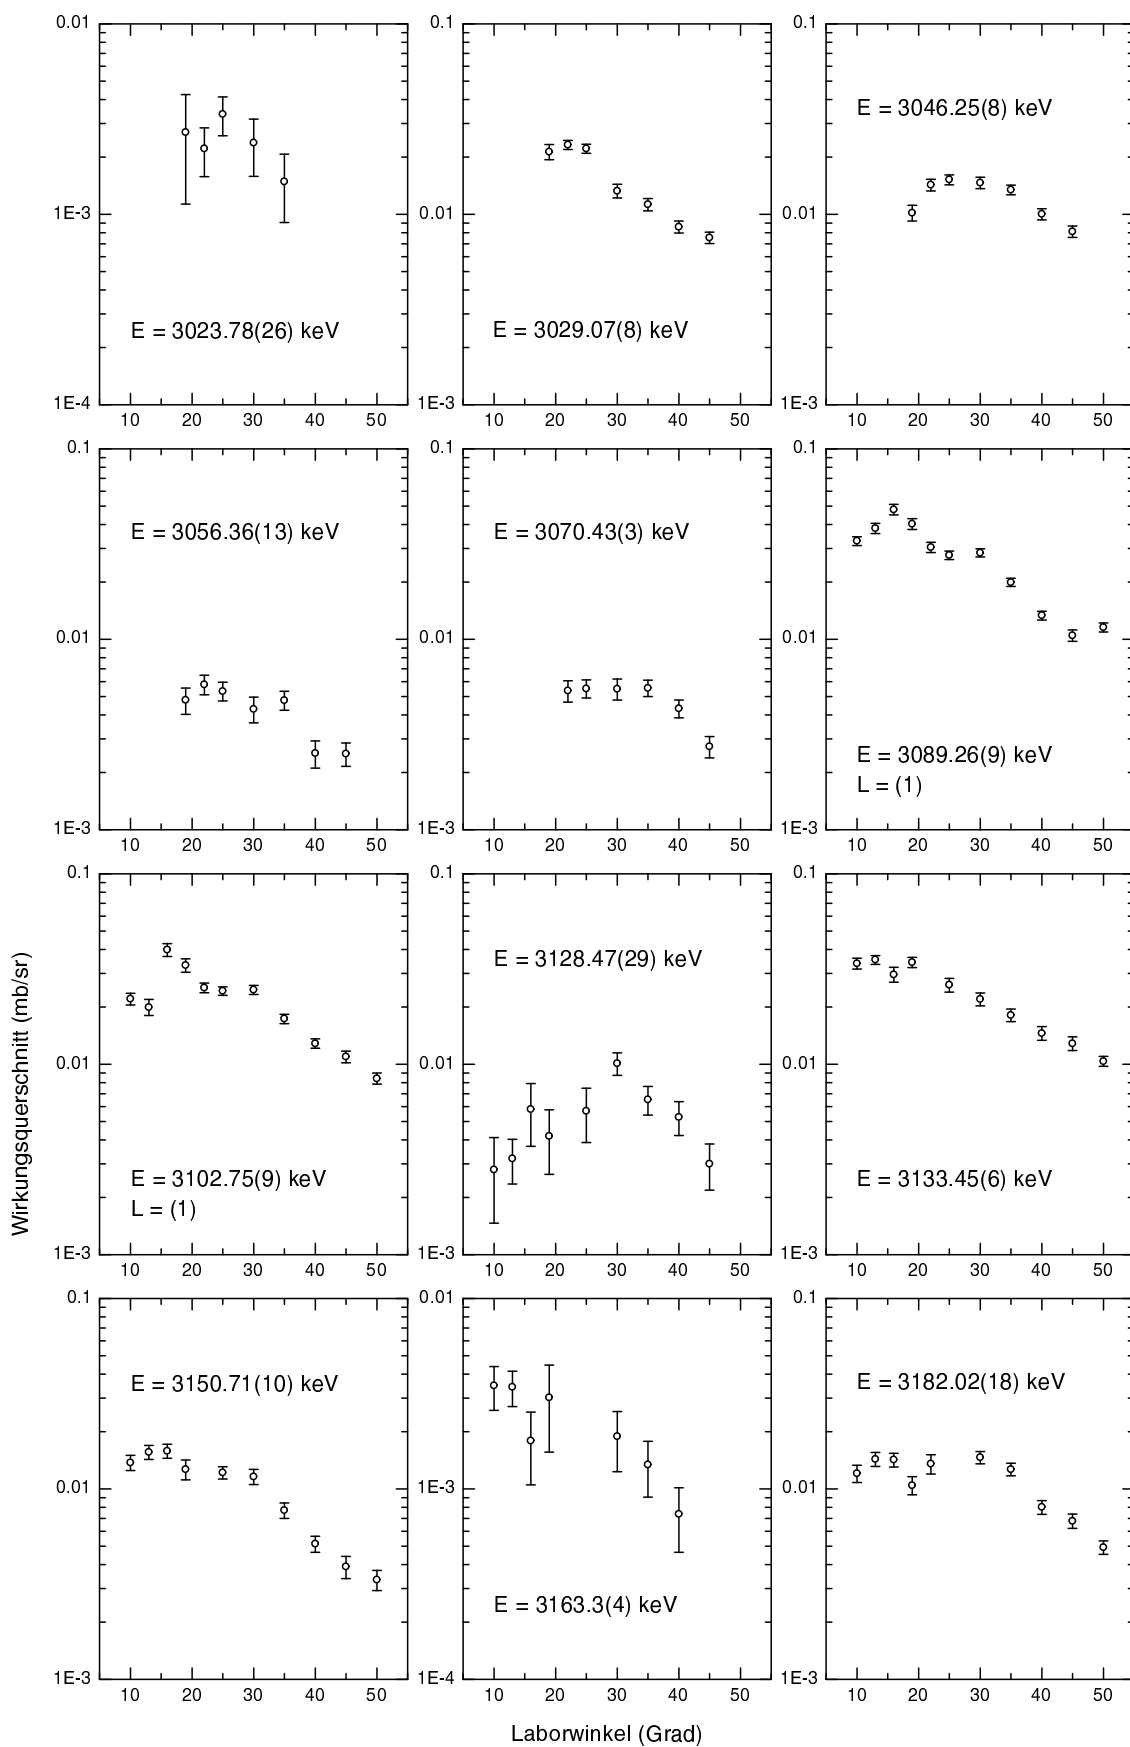 0.01
1E-3
1E-4
10 20 30 40 50
E = 3023.78(26) keV
0.1
0.01
1E-3
10 20 30 40 50
E = 3029.07(8) keV
0.1
0.01
1E-3
10 20 30 40 50
E = 3046.25(8) keV
0.1
0.01
1E-3
10 20 30 40 50
E = 3056.36(13) keV
0.1
0.01
1E-3
10 20 30 40 50
E = 3070.43(3) keV
0.1
0.01
1E-3
10 20 30 40 50
E = 3089.26(9) keV
L = (1)
0.1
0.01
1E-3
10 20 30 40 50
E = 3102.75(9) keV
L = (1)
0.1
0.01
1E-3
10 20 30 40 50
E = 3128.47(29) keV
0.1
0.01
1E-3
10 20 30 40 50
E = 3133.45(6) keV
0.1
0.01
1E-3
10 20 30 40 50
E = 3150.71(10) keV
0.01
1E-3
1E-4
10 20 30 40 50
E = 3163.3(4) keV
0.1
0.01
1E-3
10 20 30 40 50
E = 3182.02(18) keV
Wirkungsquerschnitt (mb/sr)
Laborwinkel (Grad)